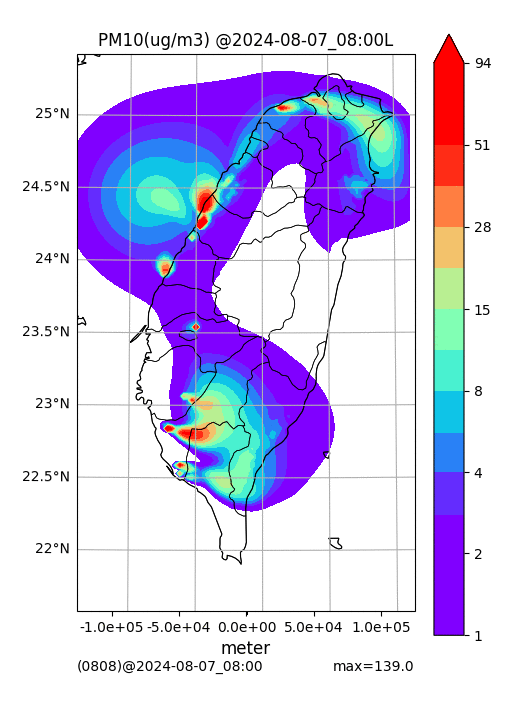 PM10(ug/m3) @2024-08-07_08:00L
25°N
24.5°N
24°N
23.5°N
23°N
22.5°N
22°N
-1.0e+05 -5.0e+04 0.0e+00 5.0e+04 1.0e+05
meter
(0808)@2024-08-07_08:00 max=139.0
94
51
28
15
8
4
2
1